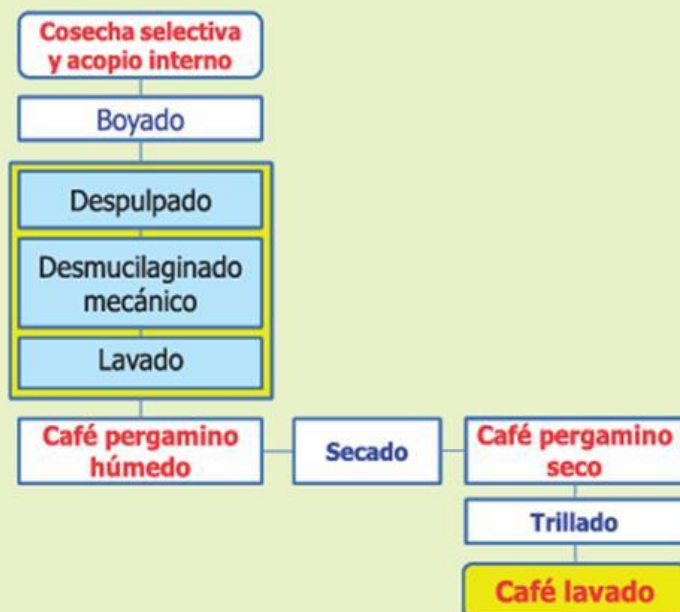 Cosecha selectiva
y acopio interno
Boyado
Despulpado
Desmucilaginado
mecánico
Lavado
Café pergamino
húmedo
Secado
Café pergamino
seco
Trillado
Café lavado